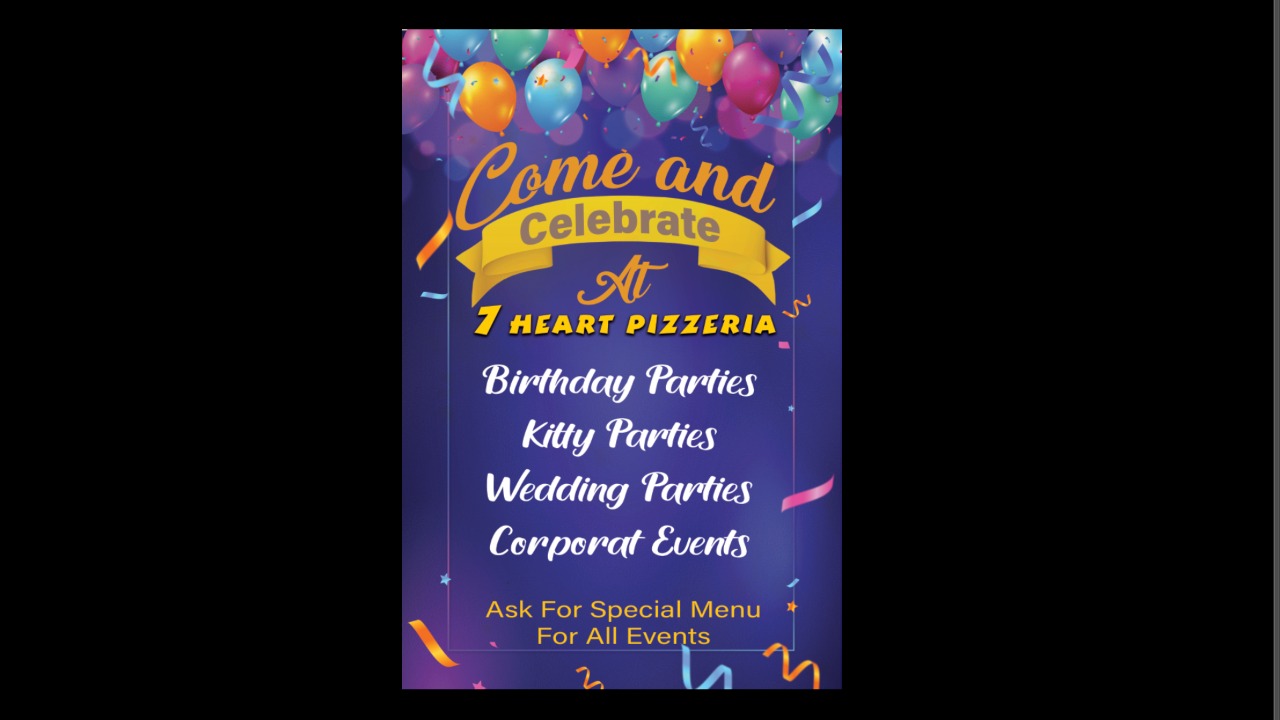 Come and
Celebrate
At
7 HEART PIZZERIA
Birthday Parties
Kitty Parties
Wedding Parties
Corporat Events
Ask For Special Menu
For All Events